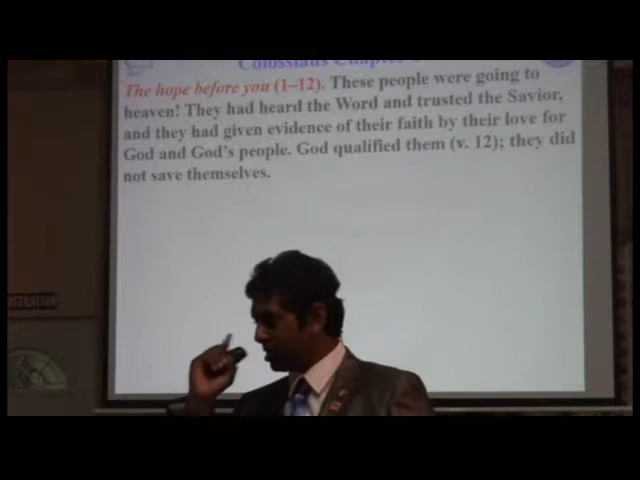 Colossians Chapter
The hope before you (1–12). These people were going to
heaven! They had heard the Word and trusted the Savior,
and they had given evidence of their faith by their love for
God and God's people. God qualified them (v. 12); they did
not save themselves.